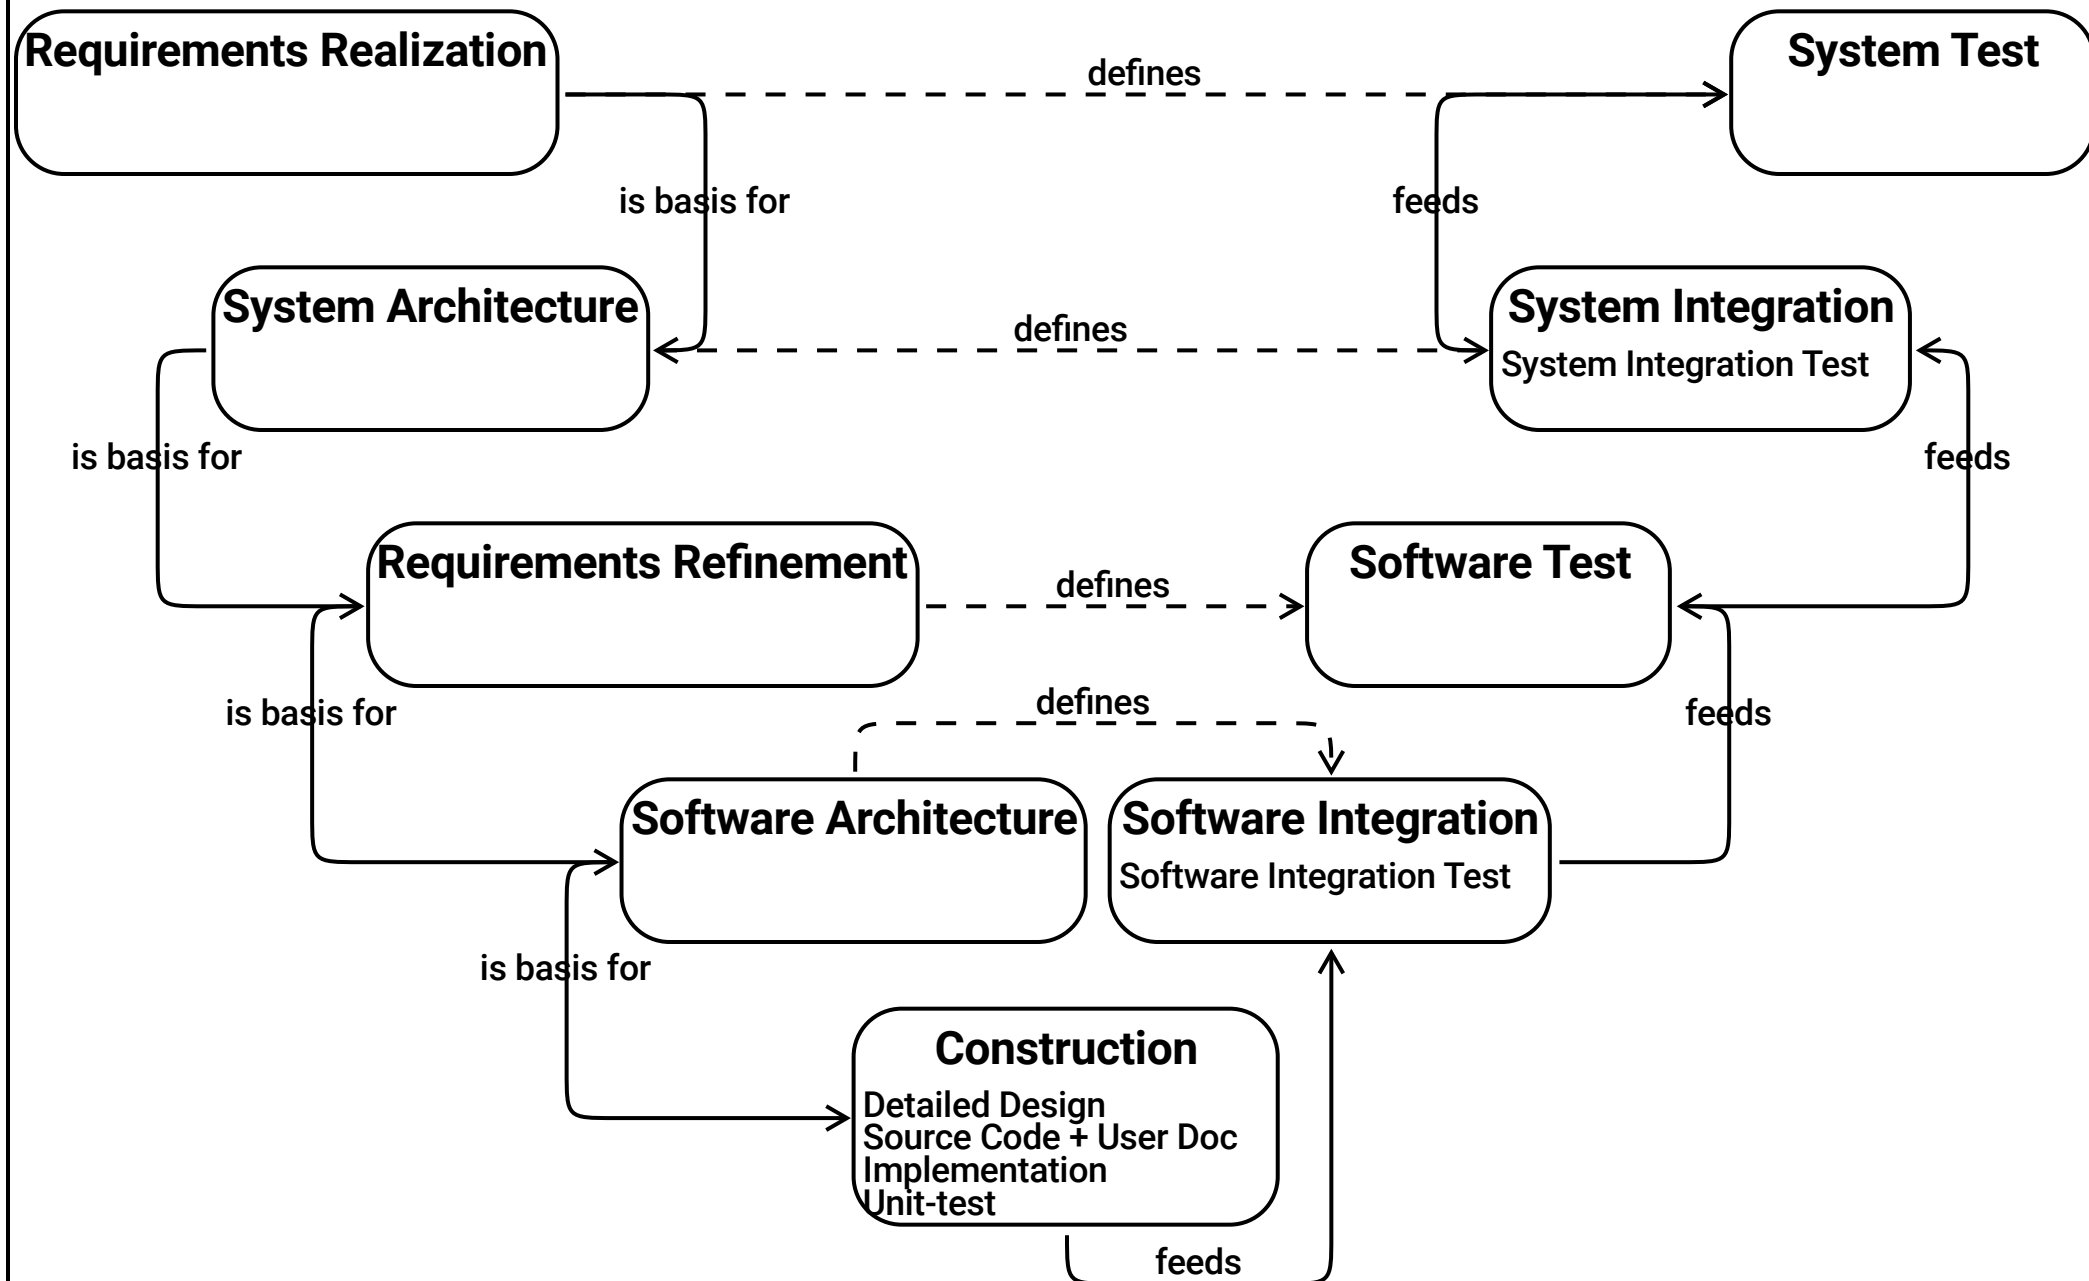 Requirements Realization
System Test
defines
is basis for
feeds
System Architecture
System Integration
System Integration Test
defines
is basis for
feeds
Requirements Refinement
Software Test
defines
is basis for
feeds
defines
Software Architecture
Software Integration
Software Integration Test
is basis for
Construction
Detailed Design
Source Code + User Doc
Implementation
Unit-test
feeds